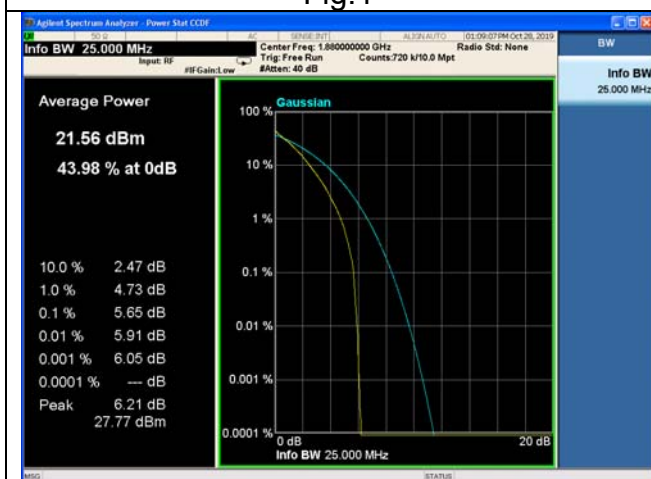 Agilent Spectrum Analyzer - Power Stat CCDF
50 Ω AC SENSE:INT ALIGN AUTO 01:09:07 PM Oct 28, 2019
Info BW 25.000 MHz
Center Freq: 1.880000000 GHz Radio Std: None
Input: RF Trig: Free Run Counts:720 k/10.0 Mpt
#IFGain:Low #Atten: 40 dB
BW
Info BW
25.000 MHz
Average Power
21.56 dBm
43.98 % at 0dB
10.0 % 2.47 dB
1.0 % 4.73 dB
0.1 % 5.65 dB
0.01 % 5.91 dB
0.001 % 6.05 dB
0.0001 % --- dB
Peak 6.21 dB
27.77 dBm
Gaussian
100 %
10 %
1 %
0.1 %
0.01 %
0.001 %
0.0001 %
0 dB 20 dB
Info BW 25.000 MHz
MSG STATUS